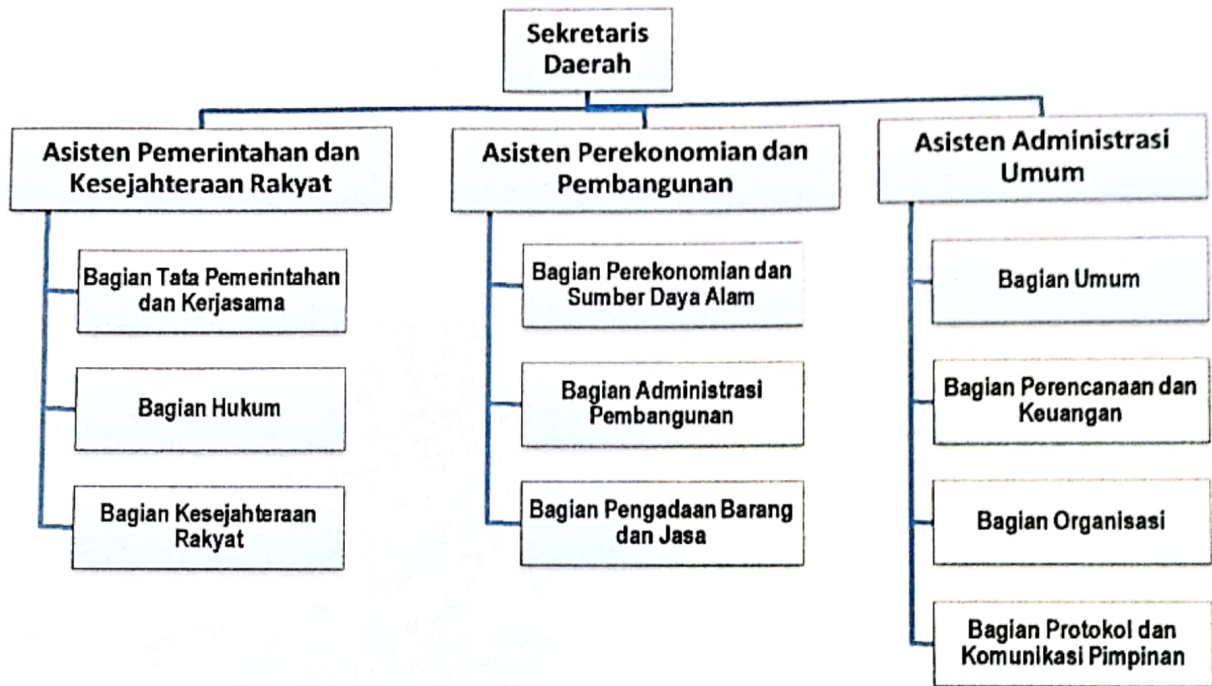 Sekretaris
Daerah
Asisten Pemerintahan dan
Kesejahteraan Rakyat
Bagian Tata Pemerintahan
dan Kerjasama
Bagian Hukum
Bagian Kesejahteraan
Rakyat
Asisten Perekonomian dan
Pembangunan
Bagian Perekonomian dan
Sumber Daya Alam
Bagian Administrasi
Pembangunan
Bagian Pengadaan Barang
dan Jasa
Asisten Administrasi
Umum
Bagian Umum
Bagian Perencanaan dan
Keuangan
Bagian Organisasi
Bagian Protokol dan
Komunikasi Pimpinan